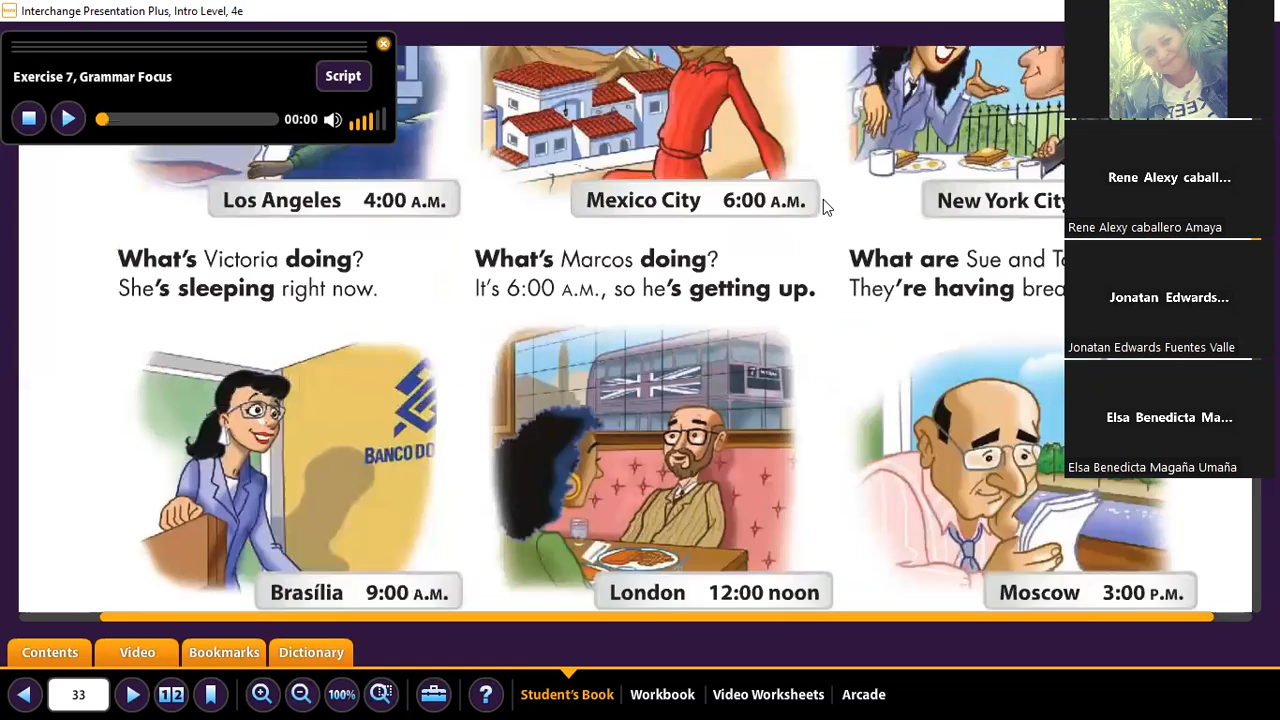 Interchange Presentation Plus, Intro Level, 4e
Exercise 7, Grammar Focus
Script
00:00
Los Angeles 4:00 A.M.
Mexico City 6:00 A.M.
New York City
What's Victoria doing?
She's sleeping right now.
What's Marcos doing?
It's 6:00 A.M., so he's getting up.
What are Sue and
They're having
BANCO DO
Brasília 9:00 A.M.
London 12:00 noon
Moscow 3:00 P.M.
Rene Alexy caball...
Rene Alexy caballero Amaya
Jonatan Edwards...
Jonatan Edwards Fuentes Valle
Elsa Benedicta Ma...
Elsa Benedicta Magaña Umaña
Contents
Video
Bookmarks
Dictionary
33
1 2
100%
?
Student's Book
Workbook
Video Worksheets
Arcade